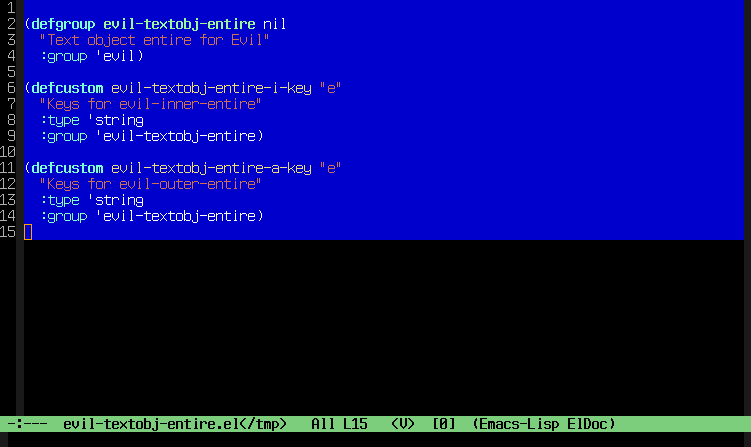 1
2 (defgroup evil-textobj-entire nil
3   "Text object entire for Evil"
4   :group 'evil)
5
6 (defcustom evil-textobj-entire-i-key "e"
7   "Keys for evil-inner-entire"
8   :type 'string
9   :group 'evil-textobj-entire)
10
11 (defcustom evil-textobj-entire-a-key "e"
12   "Keys for evil-outer-entire"
13   :type 'string
14   :group 'evil-textobj-entire)
15
-:---  evil-textobj-entire.el</tmp>   All L15   <V>  [0]  (Emacs-Lisp ElDoc)